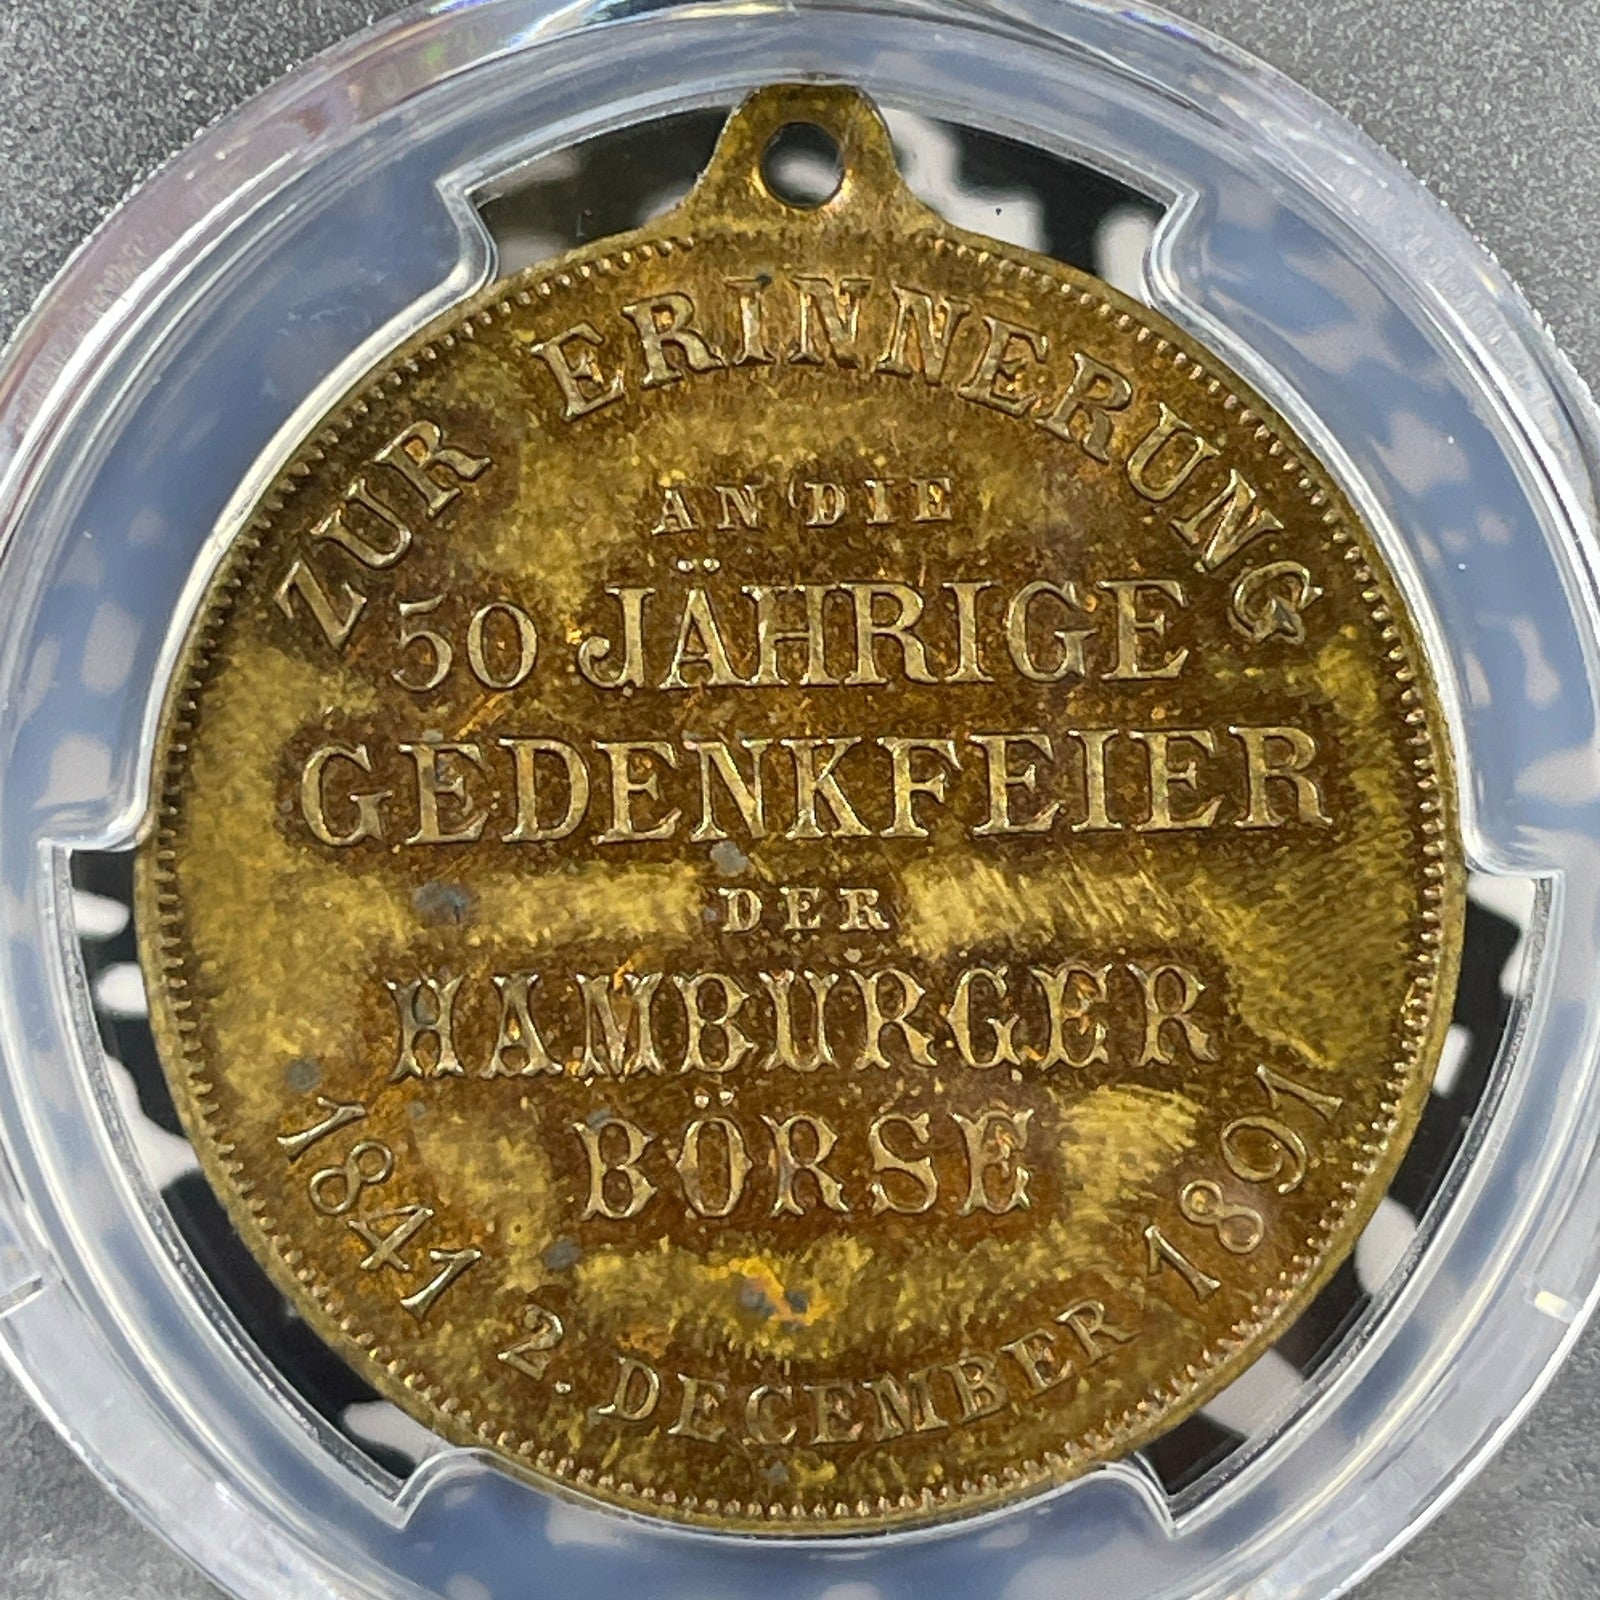 ZUR ERINNERUNG
AN DIE
50 JÄHRIGE
GEDENKFEIER
DER
HAMBURGER
BÖRSE
1841 2. DECEMBER 1891